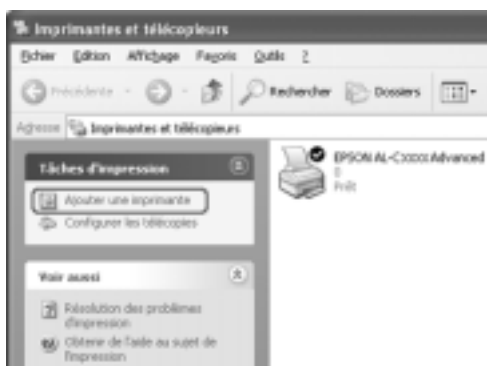 Imprimantes et télécopieurs
Fichier Edition Affichage Favoris Outils ?
Précédente Rechercher Dossiers
Adresse Imprimantes et télécopieurs
Tâches d'impression
Ajouter une imprimante
Configurer les télécopies
Voir aussi
Résolution des problèmes
d'impression
Obtenir de l'aide au sujet de
l'impression
EPSON AL-Cxxxx Advanced
0
Prêt